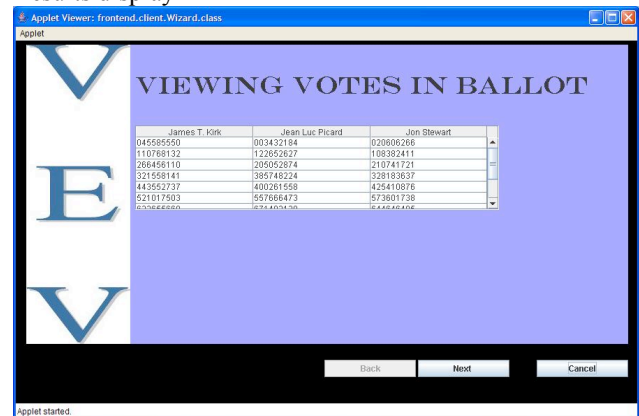 Applet Viewer: frontend.client.Wizard.class
Applet
V
E
V
VIEWING VOTES IN BALLOT
James T. Kirk Jean Luc Picard Jon Stewart
045585550 003432184 020606266
110768132 122652627 108382411
266456110 205052874 210741721
321558141 385748224 328183637
443552737 400261558 425410876
521017503 557666473 573601738
Back Next Cancel
Applet started.